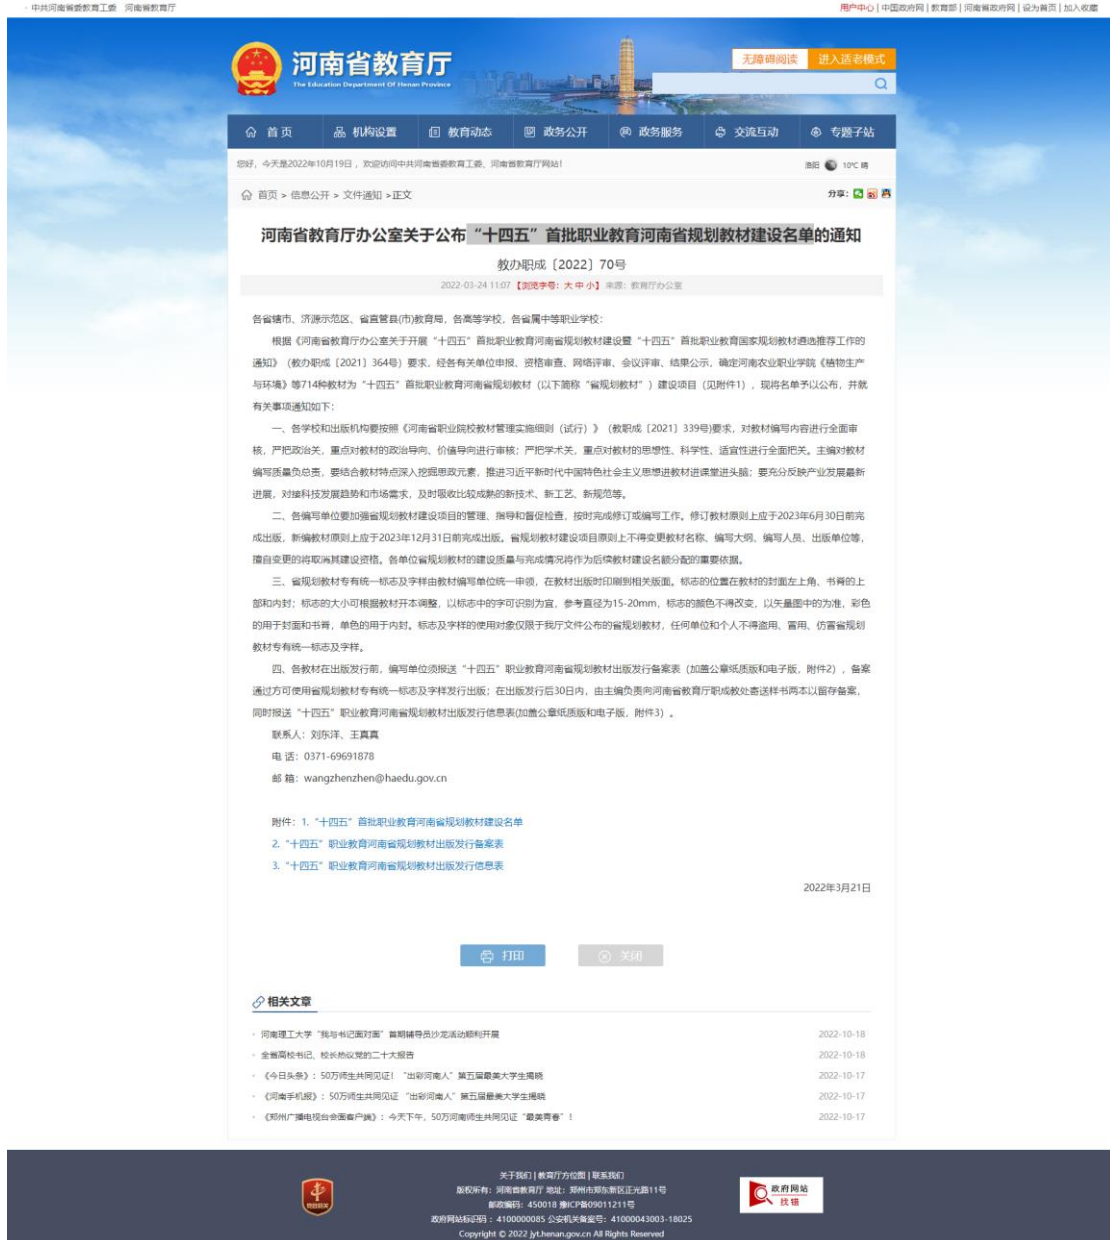 · 中共河南省委教育工委 河南省教育厅
用户中心 | 中国政府网 | 教育部 | 河南省政府网 | 设为首页 | 加入收藏
河南省教育厅
The Education Department Of Henan Province
无障碍阅读 进入适老模式
首页 机构设置 教育动态 政务公开 政务服务 交流互动 专题子站
您好，今天是2022年10月19日，欢迎访问中共河南省委教育工委、河南省教育厅网站！
洛阳 10℃ 晴
首页 > 信息公开 > 文件通知 >正文
分享：
河南省教育厅办公室关于公布“十四五”首批职业教育河南省规划教材建设名单的通知
教办职成〔2022〕70号
2022-03-24 11:07 【浏览字号：大 中 小】 来源：教育厅办公室
各省辖市、济源示范区、省直管县(市)教育局，各高等学校，各省属中等职业学校：
根据《河南省教育厅办公室关于开展“十四五”首批职业教育河南省规划教材建设暨“十四五”首批职业教育国家规划教材遴选推荐工作的
通知》（教办职成〔2021〕364号）要求，经各有关单位申报、资格审查、网络评审、会议评审、结果公示，确定河南农业职业学院《植物生产
与环境》等714种教材为“十四五”首批职业教育河南省规划教材（以下简称“省规划教材”）建设项目（见附件1），现将名单予以公布，并就
有关事项通知如下：
一、各学校和出版机构要按照《河南省职业院校教材管理实施细则（试行）》（教职成〔2021〕339号)要求，对教材编写内容进行全面审
核，严把政治关，重点对教材的政治导向、价值导向进行审核；严把学术关，重点对教材的思想性、科学性、适宜性进行全面把关。主编对教材
编写质量负总责，要结合教材特点深入挖掘思政元素，推进习近平新时代中国特色社会主义思想进教材进课堂进头脑；要充分反映产业发展最新
进展，对接科技发展趋势和市场需求，及时吸收比较成熟的新技术、新工艺、新规范等。
二、各编写单位要加强省规划教材建设项目的管理、指导和督促检查，按时完成修订或编写工作。修订教材原则上应于2023年6月30日前完
成出版，新编教材原则上应于2023年12月31日前完成出版。省规划教材建设项目原则上不得变更教材名称、编写大纲、编写人员、出版单位等，
擅自变更的将取消其建设资格。各单位省规划教材的建设质量与完成情况将作为后续教材建设名额分配的重要依据。
三、省规划教材专有统一标志及字样由教材编写单位统一申领，在教材出版时印刷到相关版面。标志的位置在教材的封面左上角、书脊的上
部和内封；标志的大小可根据教材开本调整，以标志中的字可识别为宜，参考直径为15-20mm，标志的颜色不得改变，以矢量图中的为准，彩色
的用于封面和书脊，单色的用于内封。标志及字样的使用对象仅限于我厅文件公布的省规划教材，任何单位和个人不得盗用、冒用、仿冒省规划
教材专有统一标志及字样。
四、各教材在出版发行前，编写单位须报送“十四五”职业教育河南省规划教材出版发行备案表（加盖公章纸质版和电子版，附件2），备案
通过方可使用省规划教材专有统一标志及字样发行出版；在出版发行后30日内，由主编负责向河南省教育厅职成教处寄送样书两本以留存备案，
同时报送“十四五”职业教育河南省规划教材出版发行信息表(加盖公章纸质版和电子版，附件3）。
联系人：刘东洋、王真真
电 话：0371-69691878
邮 箱：wangzhenzhen@haedu.gov.cn
附件：1.“十四五”首批职业教育河南省规划教材建设名单
2.“十四五”职业教育河南省规划教材出版发行备案表
3.“十四五”职业教育河南省规划教材出版发行信息表
2022年3月21日
打印 关闭
相关文章
· 河南理工大学“我与书记面对面”首期辅导员沙龙活动顺利开展 2022-10-18
· 全省高校书记、校长热议党的二十大报告 2022-10-18
· 《今日头条》：50万师生共同见证！“出彩河南人”第五届最美大学生揭晓 2022-10-17
· 《河南手机报》：50万师生共同见证 “出彩河南人”第五届最美大学生揭晓 2022-10-17
· 《郑州广播电视台全面客户端》：今天下午，50万河南师生共同见证“最美青春”！ 2022-10-17
关于我们 | 教育厅方位图 | 联系我们
版权所有：河南省教育厅 地址：郑州市郑东新区正光路11号
邮政编码：450018 豫ICP备09011211号
政府网站标识码：4100000085 公安机关备案号：41000043003-18025
Copyright © 2022 jyt.henan.gov.cn All Rights Reserved
党政机关
政府网站
找错